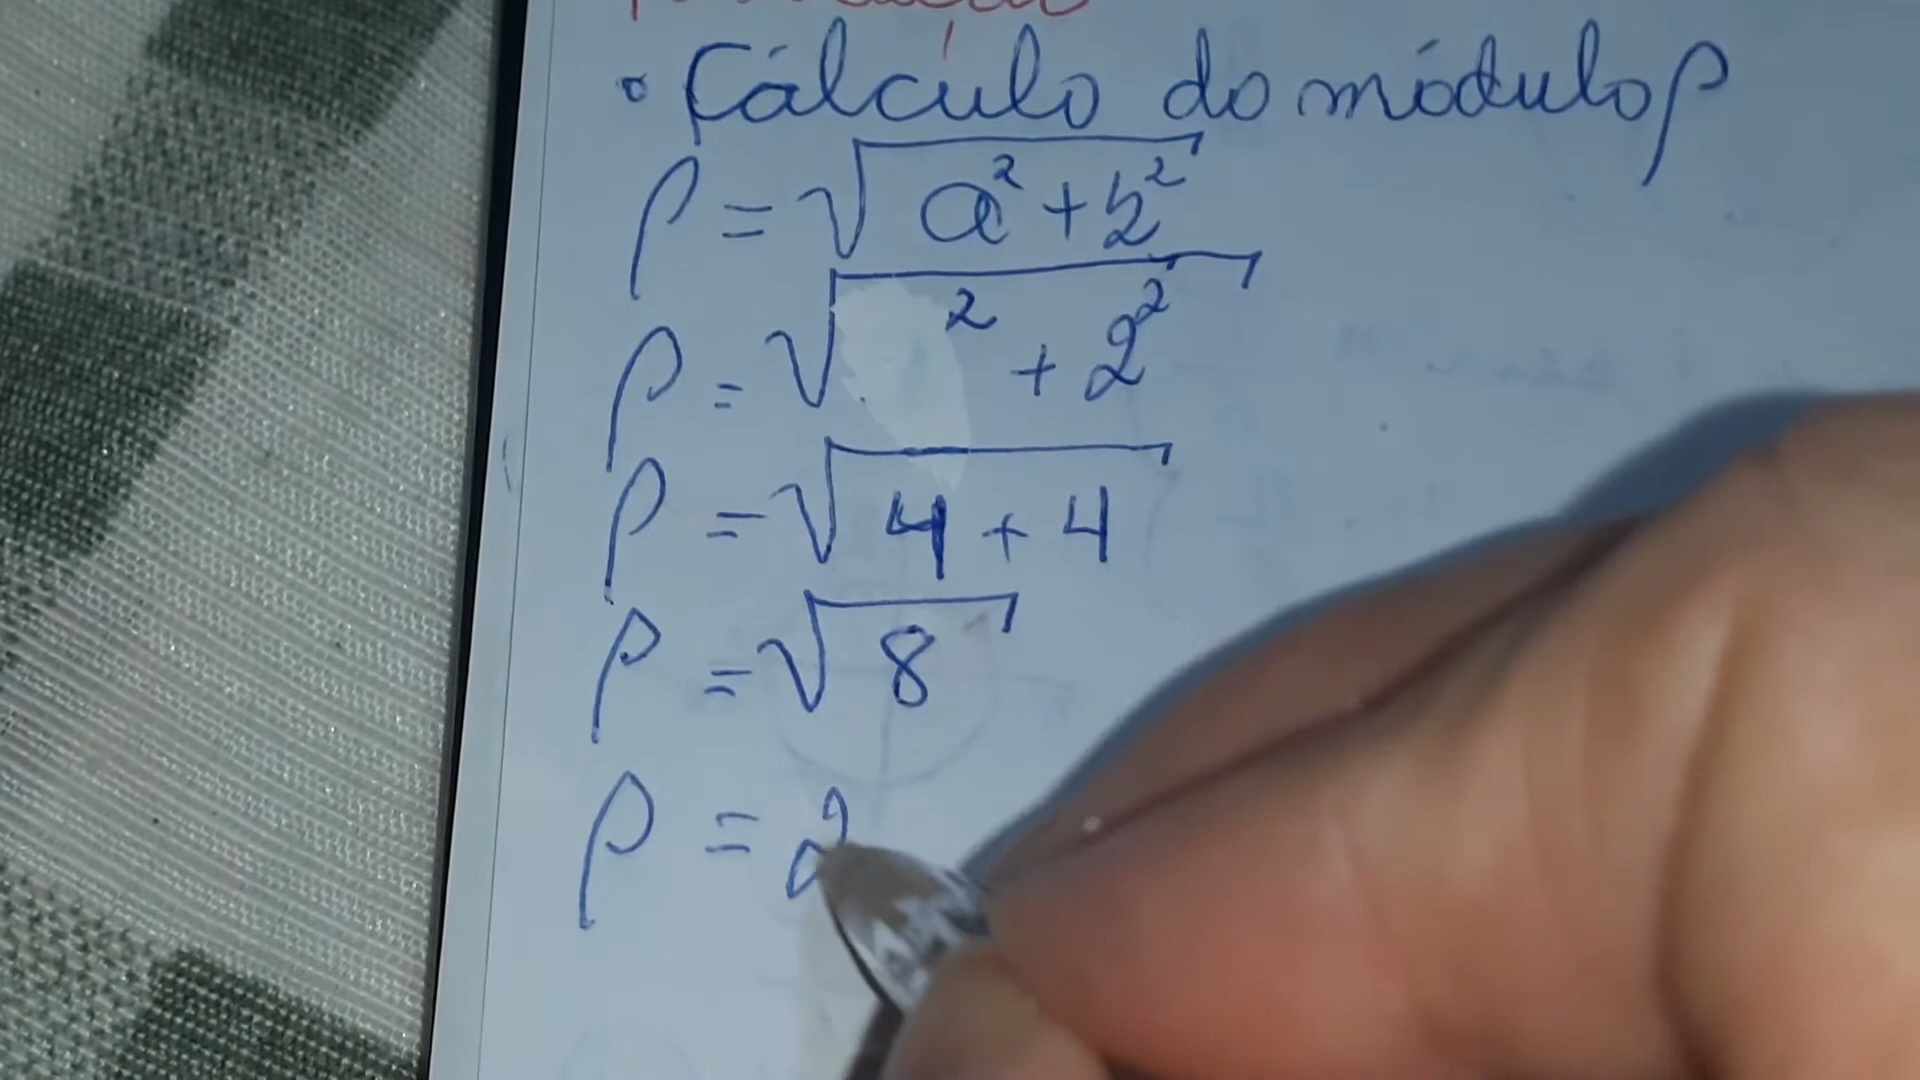 • Cálculo do módulo ρ
ρ = √a² + b²
ρ = √ ² + 2²
ρ = √4 + 4
ρ = √8
ρ = 2